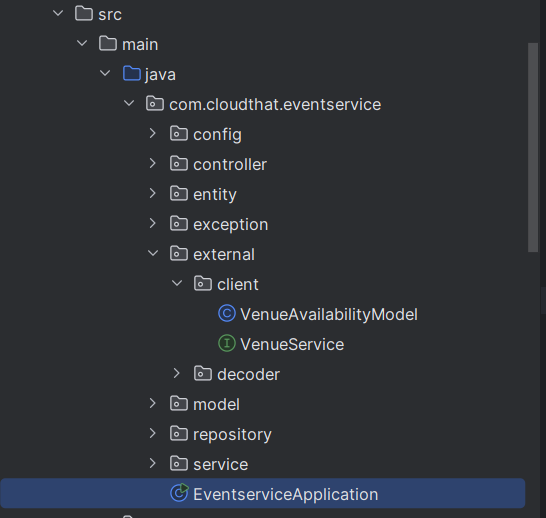 src
main
java
com.cloudthat.eventservice
config
controller
entity
exception
external
client
VenueAvailabilityModel
VenueService
decoder
model
repository
service
EventserviceApplication